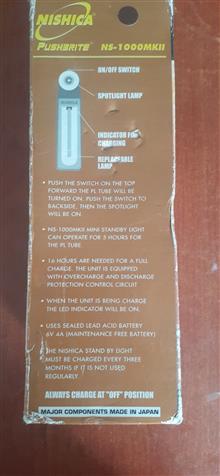 NISHICA
PUSHBRITE NS-1000MKII
ON/OFF SWITCH
SPOTLIGHT LAMP
INDICATOR FOR
CHARGING
REPLACEABLE
LAMP
• PUSH THE SWITCH ON THE TOP
FORWARD THE PL TUBE WILL
BE TURNED ON. PUSH THE SWITCH TO
BACKSIDE, THEN THE SPOTLIGHT
WILL BE ON.
• NS-1000MKII MINI STANDBY LIGHT
CAN OPERATE FOR 5 HOURS FOR
THE PL TUBE.
• 16 HOURS ARE NEEDED FOR A FULL
CHARGE. THE UNIT IS EQUIPPED
WITH OVERCHARGE AND DISCHARGE
PROTECTION CONTROL CIRCUIT
• WHEN THE UNIT IS BEING CHARGE
THE LED INDICATOR WILL BE ON.
• USES SEALED LEAD ACID BATTERY
6V 4A (MAINTENANCE FREE BATTERY)
THE NISHICA STAND BY LIGHT
MUST BE CHARGED EVERY THREE
MONTHS IF IT IS NOT USED
REGULARLY.
ALWAYS CHARGE AT "OFF" POSITION
MAJOR COMPONENTS MADE IN JAPAN